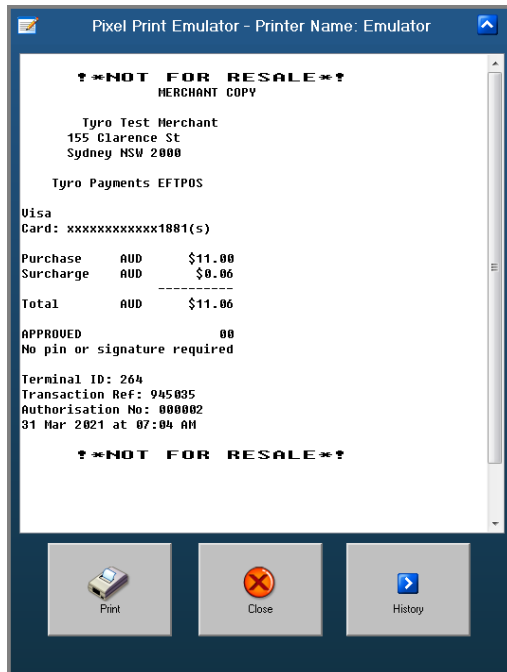 Pixel Print Emulator - Printer Name: Emulator
!*NOT FOR RESALE*!
MERCHANT COPY
Tyro Test Merchant
155 Clarence St
Sydney NSW 2000
Tyro Payments EFTPOS
Visa
Card: xxxxxxxxxxxx1881(s)
Purchase AUD $11.00
Surcharge AUD $0.06
----------
Total AUD $11.06
APPROVED 00
No pin or signature required
Terminal ID: 264
Transaction Ref: 945035
Authorisation No: 000002
31 Mar 2021 at 07:04 AM
!*NOT FOR RESALE*!
Print Close History